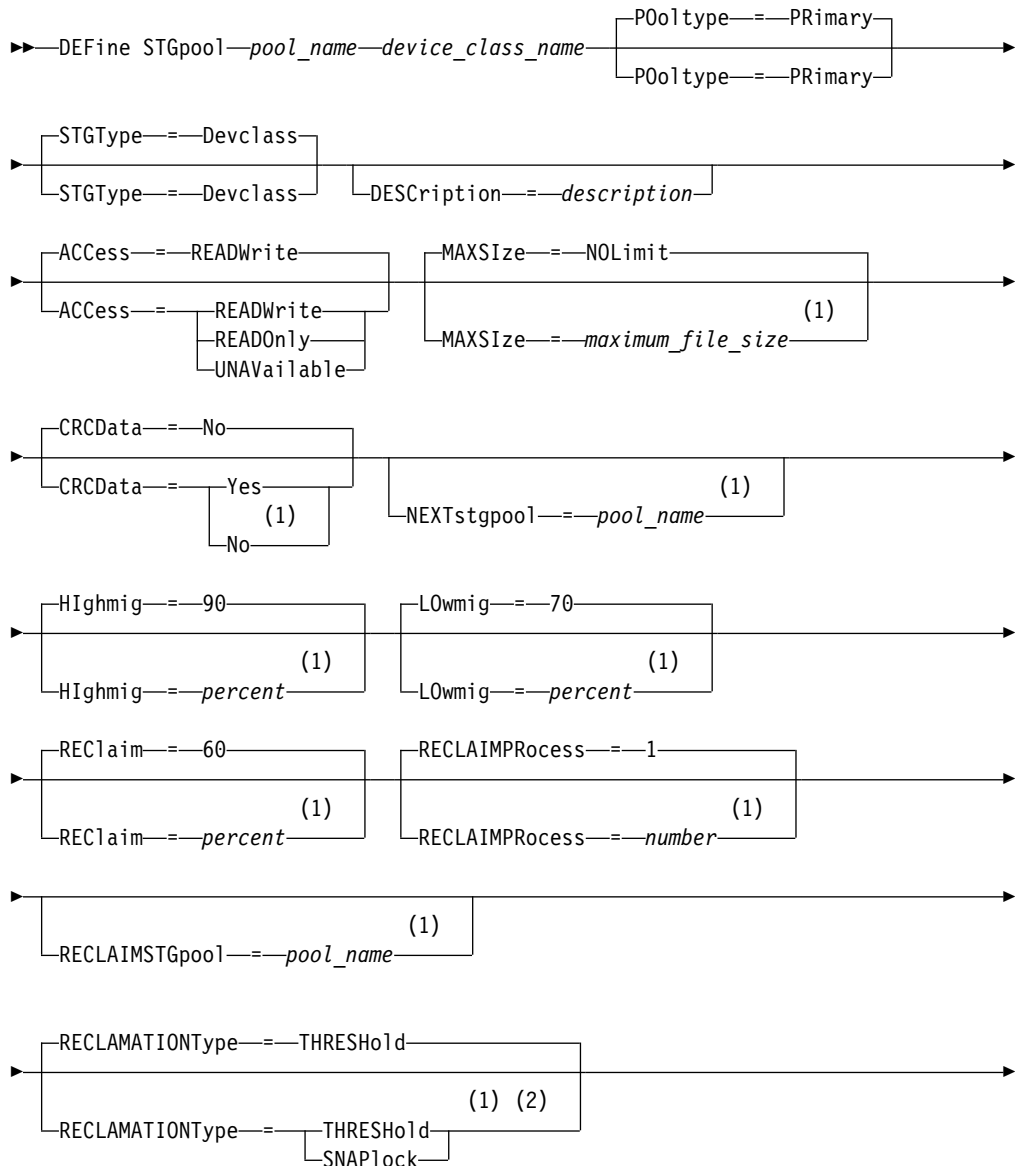 POoltype = PRimary
DEFine STGpool pool_name device_class_name
POoltype = PRimary
STGType = Devclass
STGType = Devclass
DESCription = description
ACCess = READWrite
MAXSIze = NOLimit
ACCess = READWrite
READOnly
UNAVailable
(1)
MAXSIze = maximum_file_size
CRCData = No
CRCData = Yes
(1)
No
(1)
NEXTstgpool = pool_name
HIghmig = 90
LOwmig = 70
(1)
HIghmig = percent
(1)
LOwmig = percent
REClaim = 60
RECLAIMPRocess = 1
(1)
REClaim = percent
(1)
RECLAIMPRocess = number
(1)
RECLAIMSTGpool = pool_name
RECLAMATIONType = THRESHold
(1) (2)
RECLAMATIONType = THRESHold
SNAPlock